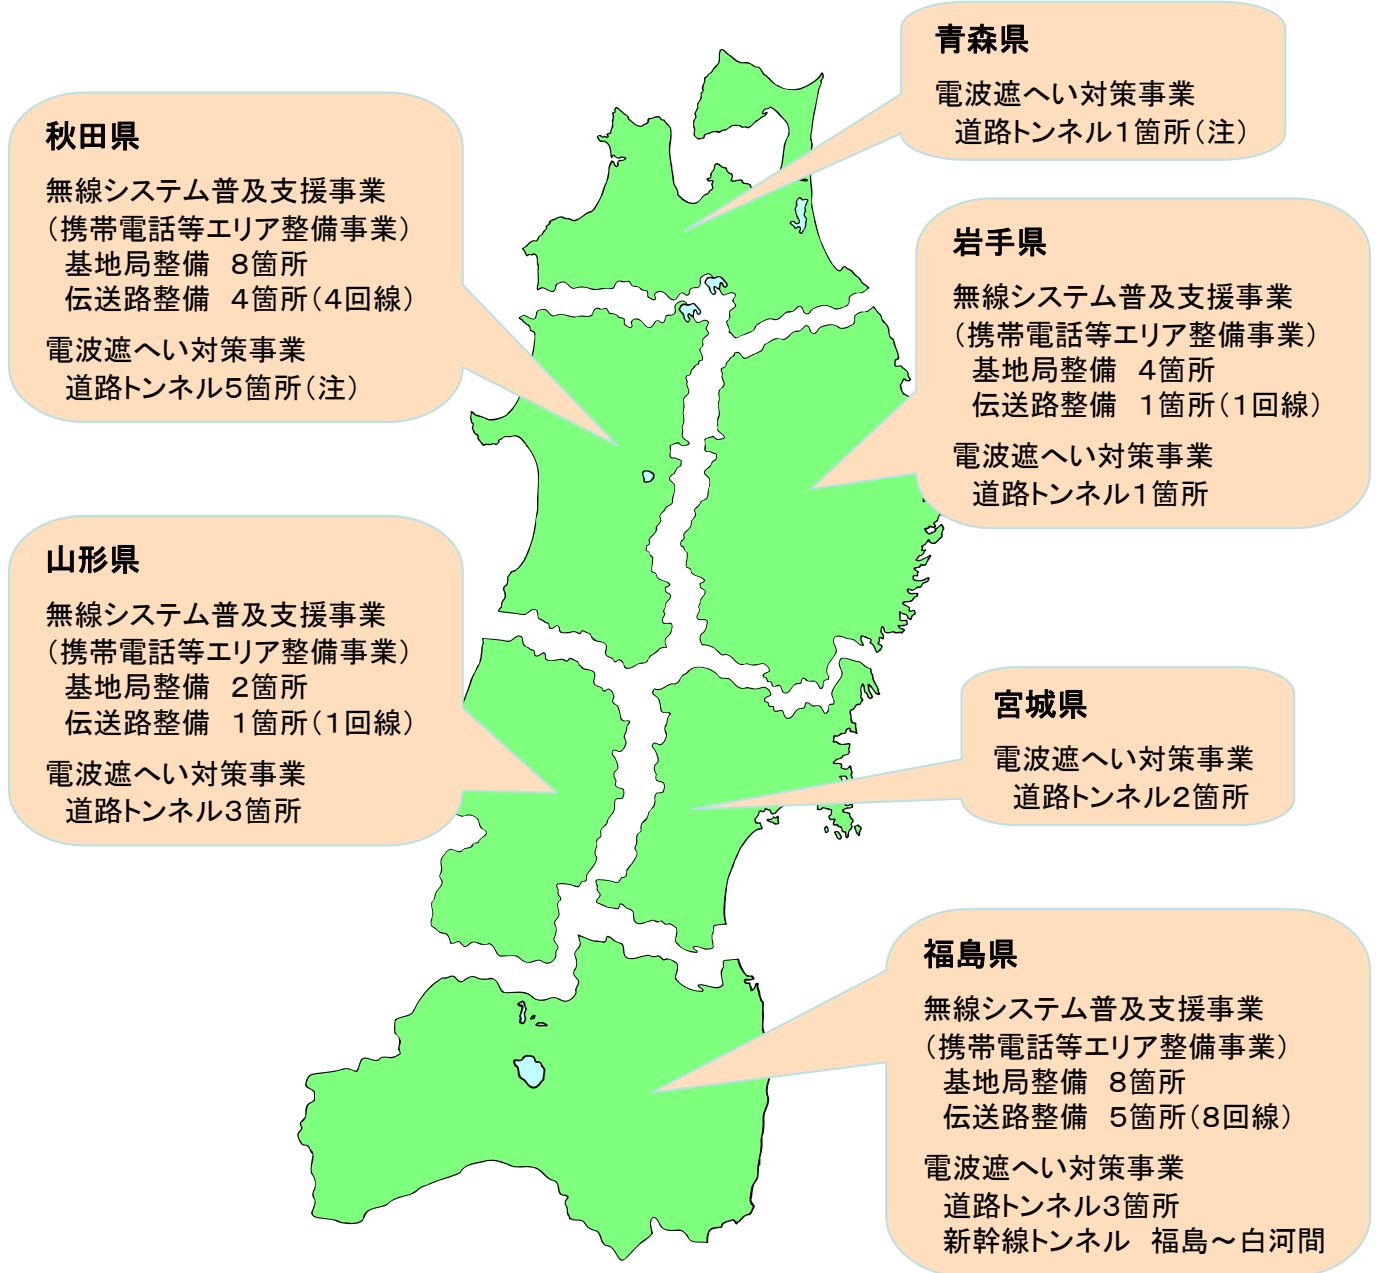 青森県
電波遮へい対策事業
道路トンネル1箇所(注)
秋田県
無線システム普及支援事業
(携帯電話等エリア整備事業)
基地局整備 8箇所
伝送路整備 4箇所(4回線)
電波遮へい対策事業
道路トンネル5箇所(注)
岩手県
無線システム普及支援事業
(携帯電話等エリア整備事業)
基地局整備 4箇所
伝送路整備 1箇所(1回線)
電波遮へい対策事業
道路トンネル1箇所
山形県
無線システム普及支援事業
(携帯電話等エリア整備事業)
基地局整備 2箇所
伝送路整備 1箇所(1回線)
電波遮へい対策事業
道路トンネル3箇所
宮城県
電波遮へい対策事業
道路トンネル2箇所
福島県
無線システム普及支援事業
(携帯電話等エリア整備事業)
基地局整備 8箇所
伝送路整備 5箇所(8回線)
電波遮へい対策事業
道路トンネル3箇所
新幹線トンネル 福島~白河間